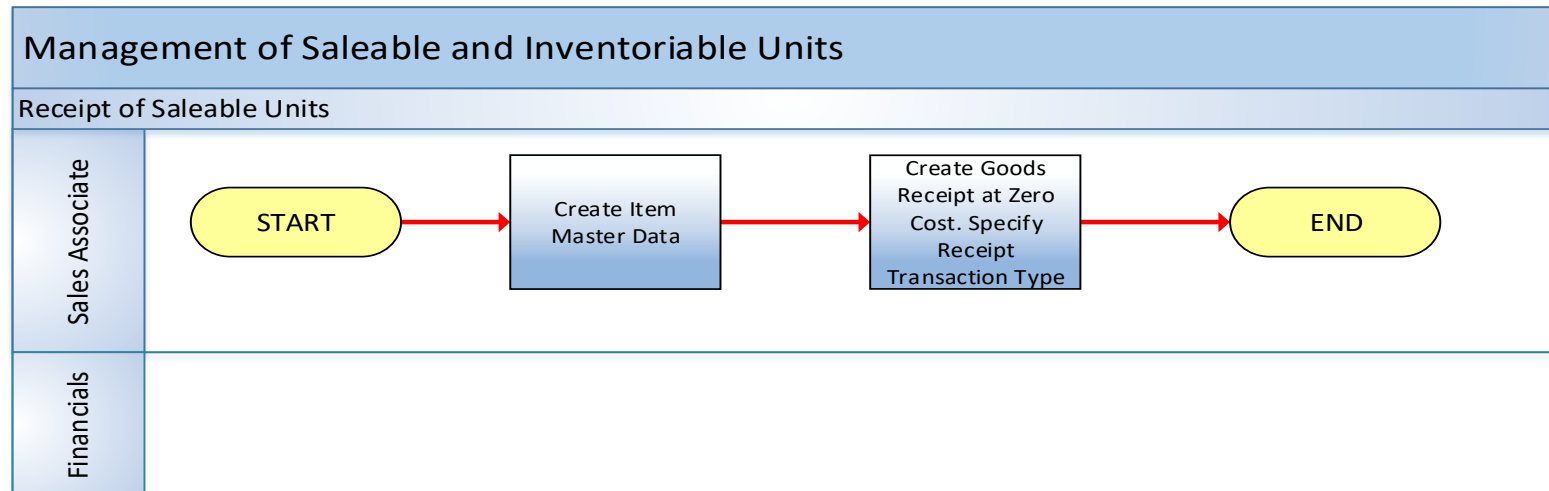 Management of Saleable and Inventoriable Units
Receipt of Saleable Units
Sales Associate
START
Create Item
Master Data
Create Goods
Receipt at Zero
Cost. Specify
Receipt
Transaction Type
END
Financials